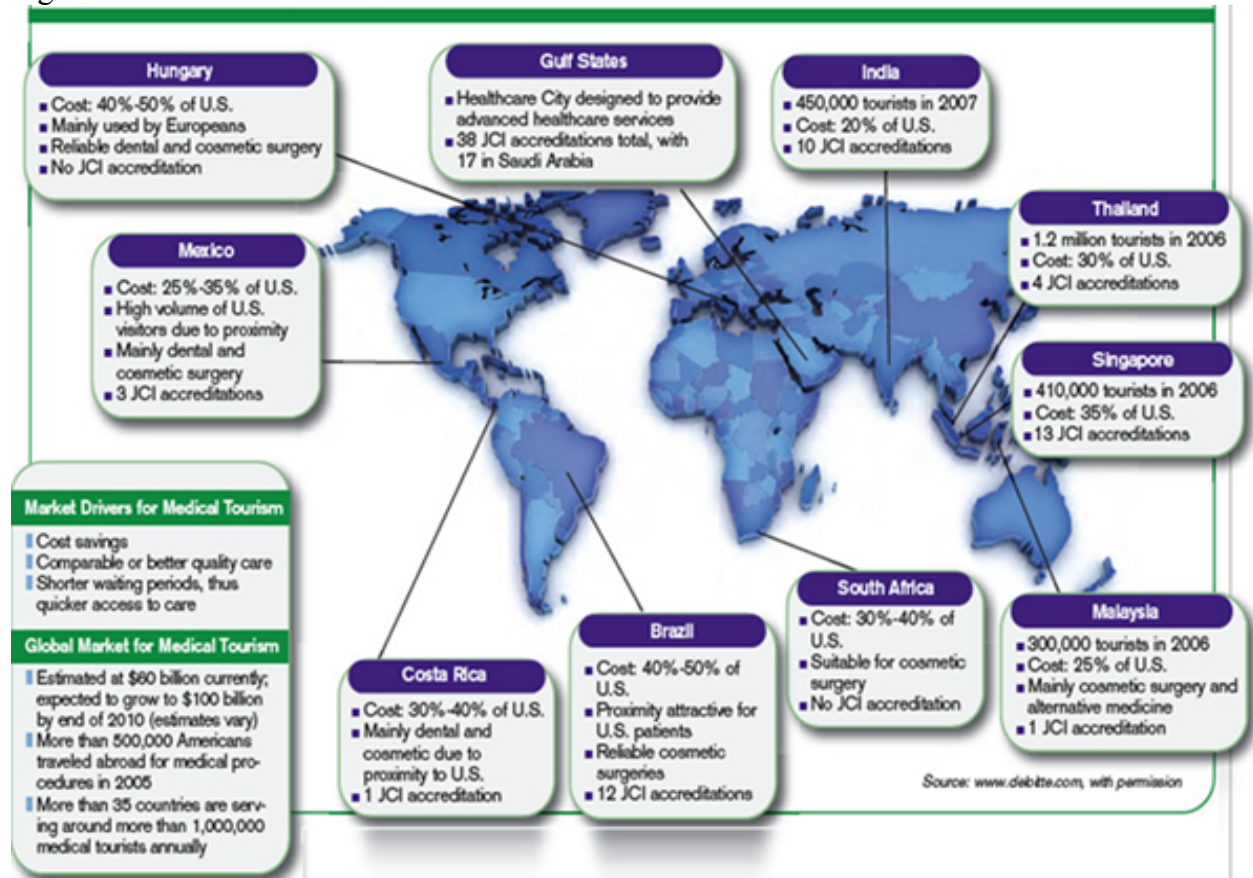 Hungary
Cost: 40%-50% of U.S.
Mainly used by Europeans
Reliable dental and cosmetic surgery
No JCI accreditation
Gulf States
Healthcare City designed to provide
advanced healthcare services
38 JCI accreditations total, with
17 in Saudi Arabia
India
450,000 tourists in 2007
Cost: 20% of U.S.
10 JCI accreditations
Thailand
1.2 million tourists in 2006
Cost: 30% of U.S.
4 JCI accreditations
Mexico
Cost: 25%-35% of U.S.
High volume of U.S.
visitors due to proximity
Mainly dental and
cosmetic surgery
3 JCI accreditations
Singapore
410,000 tourists in 2006
Cost: 35% of U.S.
13 JCI accreditations
Market Drivers for Medical Tourism
Cost savings
Comparable or better quality care
Shorter waiting periods, thus
quicker access to care
Global Market for Medical Tourism
Estimated at $60 billion currently;
expected to grow to $100 billion
by end of 2010 (estimates vary)
More than 500,000 Americans
traveled abroad for medical pro-
cedures in 2005
More than 35 countries are serv-
ing around more than 1,000,000
medical tourists annually
Costa Rica
Cost: 30%-40% of U.S.
Mainly dental and
cosmetic due to
proximity to U.S.
1 JCI accreditation
Brazil
Cost: 40%-50% of
U.S.
Proximity attractive for
U.S. patients
Reliable cosmetic
surgeries
12 JCI accreditations
South Africa
Cost: 30%-40% of
U.S.
Suitable for cosmetic
surgery
No JCI accreditation
Malaysia
300,000 tourists in 2006
Cost: 25% of U.S.
Mainly cosmetic surgery and
alternative medicine
1 JCI accreditation
Source: www.debitte.com, with permission